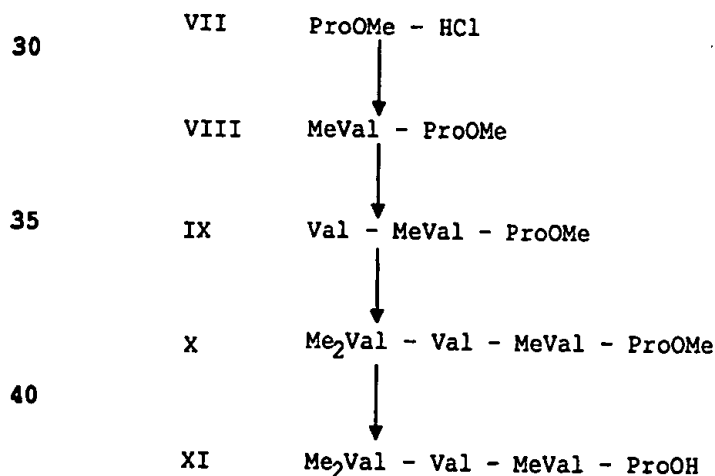 VII ProOMe - HCl
30
VIII MeVal - ProOMe
35
IX Val - MeVal - ProOMe
X Me2Val - Val - MeVal - ProOMe
40
XI Me2Val - Val - MeVal - ProOH